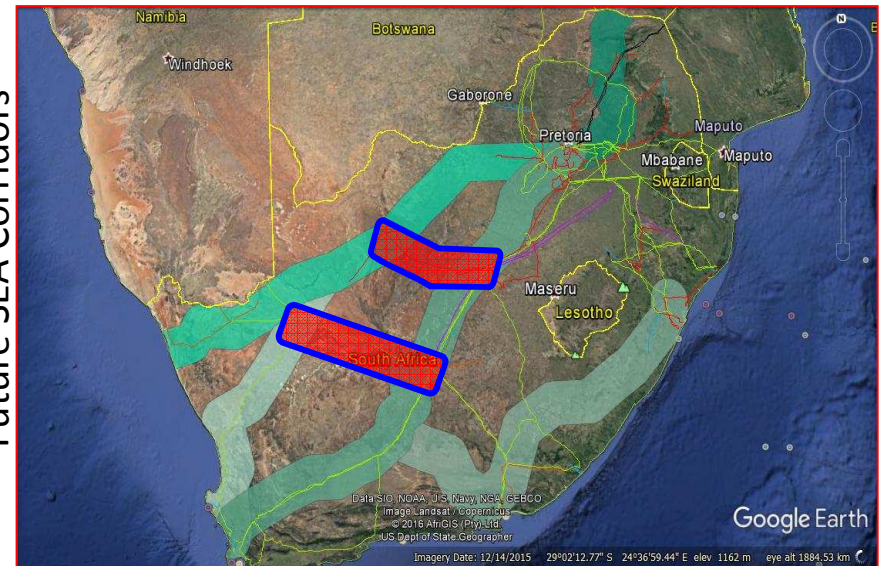 Future SEA Corridors
N
Namibia
Botswana
Windhoek
Gaborone
Pretoria
Maputo
Mbabane
Maputo
Swaziland
Maseru
Lesotho
South Africa
Data SIO, NOAA, U.S. Navy, NGA, GEBCO
Image Landsat / Copernicus
© 2016 AfriGIS (Pty) Ltd.
US Dept of State Geographer
Google Earth
Imagery Date: 12/14/2015 29°02'12.77" S 24°36'59.44" E elev 1162 m eye alt 1884.53 km